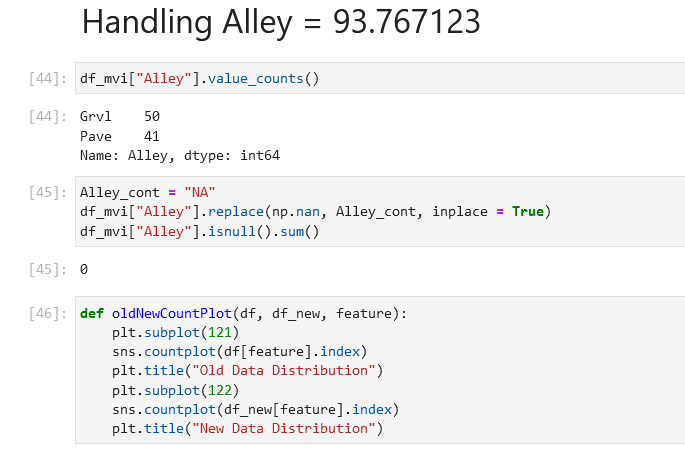 Handling Alley = 93.767123
[44]: df_mvi["Alley"].value_counts()
[44]: Grvl    50
Pave    41
Name: Alley, dtype: int64
[45]: Alley_cont = "NA"
df_mvi["Alley"].replace(np.nan, Alley_cont, inplace = True)
df_mvi["Alley"].isnull().sum()
[45]: 0
[46]: def oldNewCountPlot(df, df_new, feature):
    plt.subplot(121)
    sns.countplot(df[feature].index)
    plt.title("Old Data Distribution")
    plt.subplot(122)
    sns.countplot(df_new[feature].index)
    plt.title("New Data Distribution")